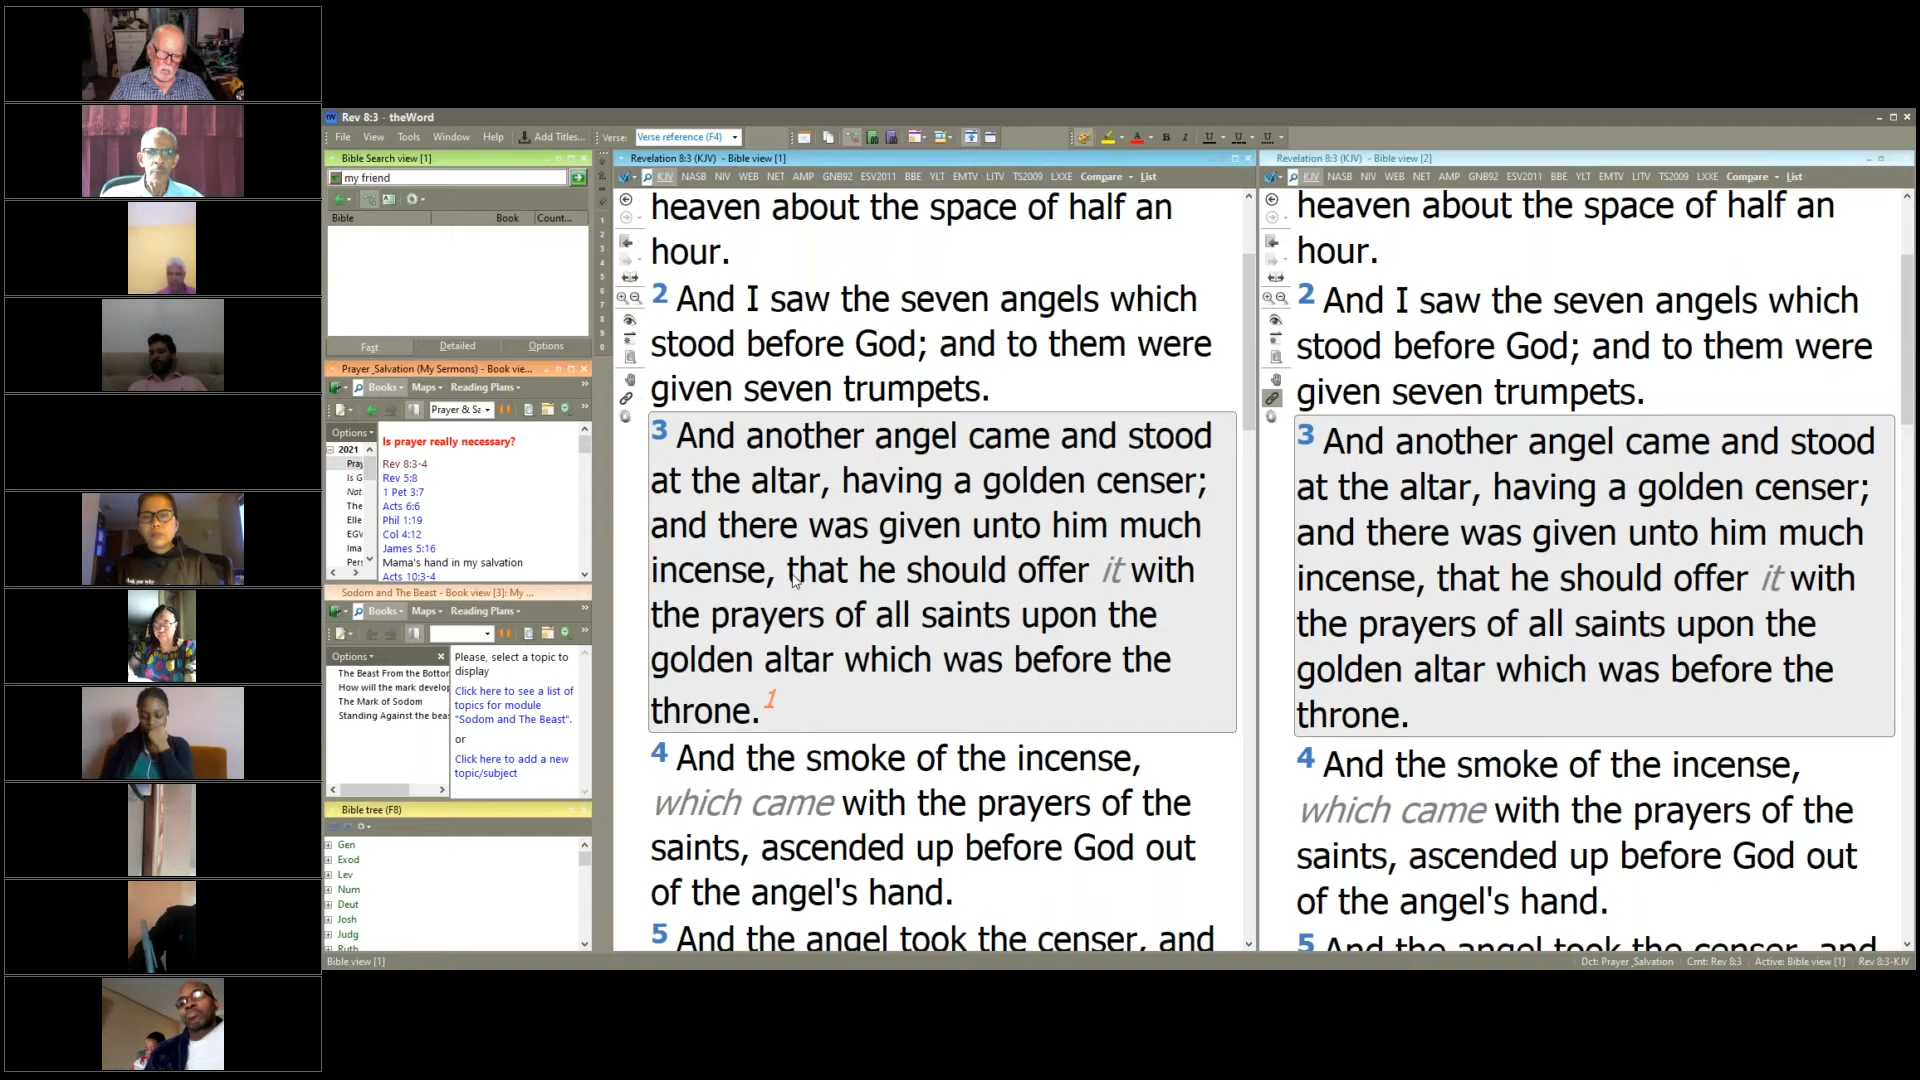 Rev 8:3 - theWord
File View Tools Window Help Add Titles... Verse: Verse reference (F4)
Bible Search view [1]
my friend
Bible Book Count...
Fast Detailed Options
Prayer_Salvation (My Sermons) - Book vie...
Books Maps Reading Plans
Prayer & Sa
Options
2021
Pray
Is G
Nat
The
Elle
EGV
Ima
Per
Is prayer really necessary?
Rev 8:3-4
Rev 5:8
1 Pet 3:7
Acts 6:6
Phil 1:19
Col 4:12
James 5:16
Mama's hand in my salvation
Acts 10:3-4
Sodom and The Beast - Book view [3]: My ...
Books Maps Reading Plans
Options
The Beast From the Bottor
How will the mark develop
The Mark of Sodom
Standing Against the beas
Please, select a topic to
display
Click here to see a list of
topics for module
"Sodom and The Beast".
or
Click here to add a new
topic/subject
Bible tree (F8)
Gen
Exod
Lev
Num
Deut
Josh
Judg
Ruth
Revelation 8:3 (KJV) - Bible view [1]
KJV NASB NIV WEB NET AMP GNB92 ESV2011 BBE YLT EMTV LITV TS2009 LXXE Compare List
heaven about the space of half an
hour.
2 And I saw the seven angels which
stood before God; and to them were
given seven trumpets.
3 And another angel came and stood
at the altar, having a golden censer;
and there was given unto him much
incense, that he should offer it with
the prayers of all saints upon the
golden altar which was before the
throne. 1
4 And the smoke of the incense,
which came with the prayers of the
saints, ascended up before God out
of the angel's hand.
5 And the angel took the censer, and
Revelation 8:3 (KJV) - Bible view [2]
KJV NASB NIV WEB NET AMP GNB92 ESV2011 BBE YLT EMTV LITV TS2009 LXXE Compare List
heaven about the space of half an
hour.
2 And I saw the seven angels which
stood before God; and to them were
given seven trumpets.
3 And another angel came and stood
at the altar, having a golden censer;
and there was given unto him much
incense, that he should offer it with
the prayers of all saints upon the
golden altar which was before the
throne.
4 And the smoke of the incense,
which came with the prayers of the
saints, ascended up before God out
of the angel's hand.
5 And the angel took the censer, and
Bible view [1]
Dct: Prayer_Salvation Cmt: Rev 8:3 Active: Bible view [1] Rev 8:3-KJV